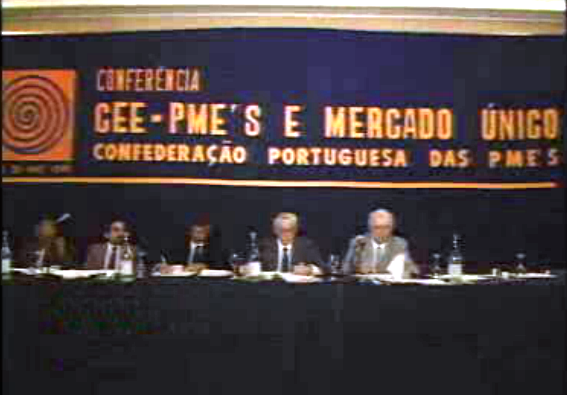 CONFERÊNCIA
CEE-PME'S E MERCADO ÚNICO
CONFEDERAÇÃO PORTUGUESA DAS PME'S